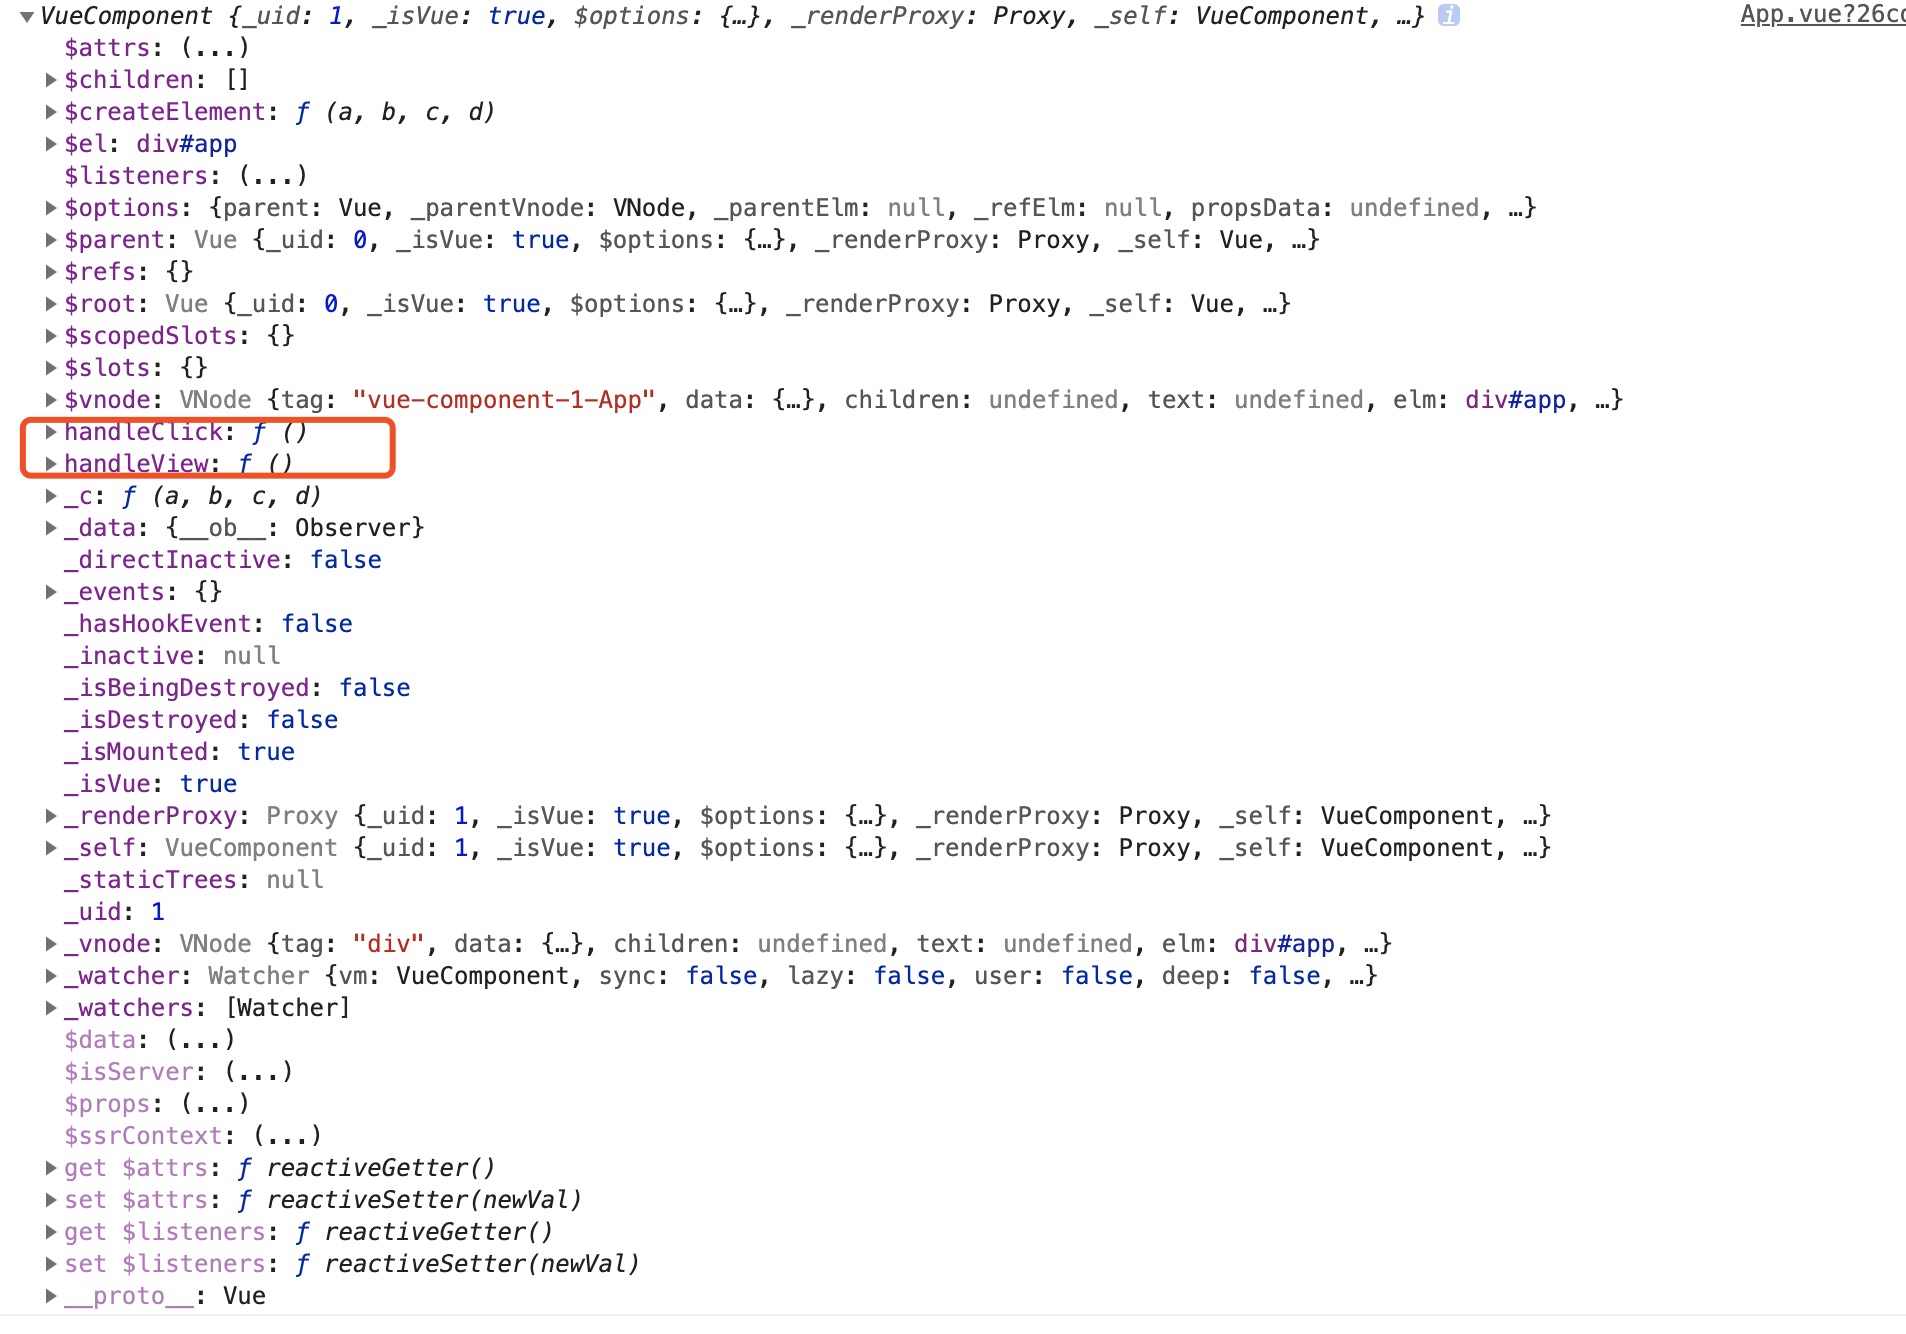 VueComponent {_uid: 1, _isVue: true, $options: {…}, _renderProxy: Proxy, _self: VueComponent, …} i App.vue?26cc
$attrs: (...)
$children: []
$createElement: ƒ (a, b, c, d)
$el: div#app
$listeners: (...)
$options: {parent: Vue, _parentVnode: VNode, _parentElm: null, _refElm: null, propsData: undefined, …}
$parent: Vue {_uid: 0, _isVue: true, $options: {…}, _renderProxy: Proxy, _self: Vue, …}
$refs: {}
$root: Vue {_uid: 0, _isVue: true, $options: {…}, _renderProxy: Proxy, _self: Vue, …}
$scopedSlots: {}
$slots: {}
$vnode: VNode {tag: "vue-component-1-App", data: {…}, children: undefined, text: undefined, elm: div#app, …}
handleClick: ƒ ()
handleView: ƒ ()
_c: ƒ (a, b, c, d)
_data: {__ob__: Observer}
_directInactive: false
_events: {}
_hasHookEvent: false
_inactive: null
_isBeingDestroyed: false
_isDestroyed: false
_isMounted: true
_isVue: true
_renderProxy: Proxy {_uid: 1, _isVue: true, $options: {…}, _renderProxy: Proxy, _self: VueComponent, …}
_self: VueComponent {_uid: 1, _isVue: true, $options: {…}, _renderProxy: Proxy, _self: VueComponent, …}
_staticTrees: null
_uid: 1
_vnode: VNode {tag: "div", data: {…}, children: undefined, text: undefined, elm: div#app, …}
_watcher: Watcher {vm: VueComponent, sync: false, lazy: false, user: false, deep: false, …}
_watchers: [Watcher]
$data: (...)
$isServer: (...)
$props: (...)
$ssrContext: (...)
get $attrs: ƒ reactiveGetter()
set $attrs: ƒ reactiveSetter(newVal)
get $listeners: ƒ reactiveGetter()
set $listeners: ƒ reactiveSetter(newVal)
__proto__: Vue